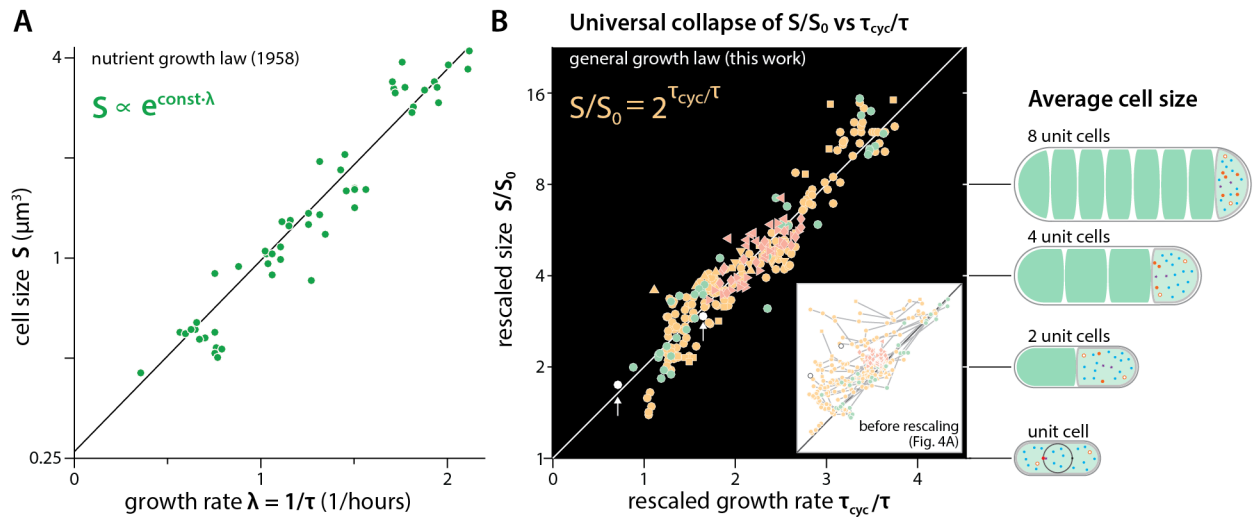 A
nutrient growth law (1958)
S ∝ e^const·λ
cell size S (μm³)
4
1
0.25
0
1
2
growth rate λ = 1/τ (1/hours)
B
Universal collapse of S/S₀ vs τcyc/τ
general growth law (this work)
S/S₀ = 2^τcyc/τ
rescaled size S/S₀
16
8
4
2
1
0
1
2
3
4
rescaled growth rate τcyc/τ
before rescaling
(Fig. 4A)
Average cell size
8 unit cells
4 unit cells
2 unit cells
unit cell